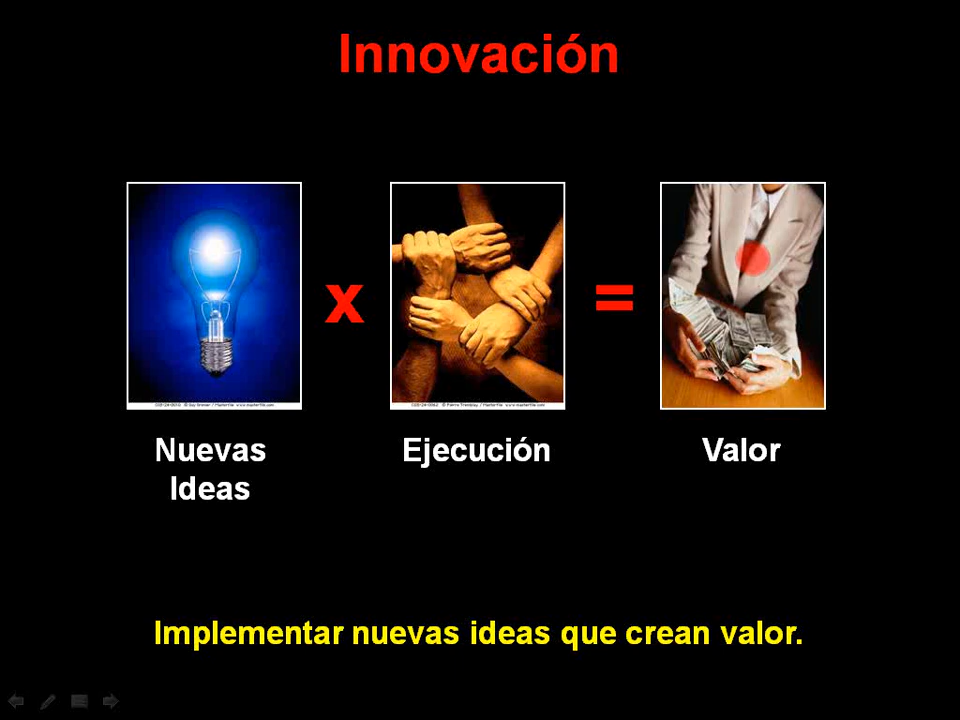 Innovación
x
=
Nuevas
Ideas
Ejecución
Valor
Implementar nuevas ideas que crean valor.